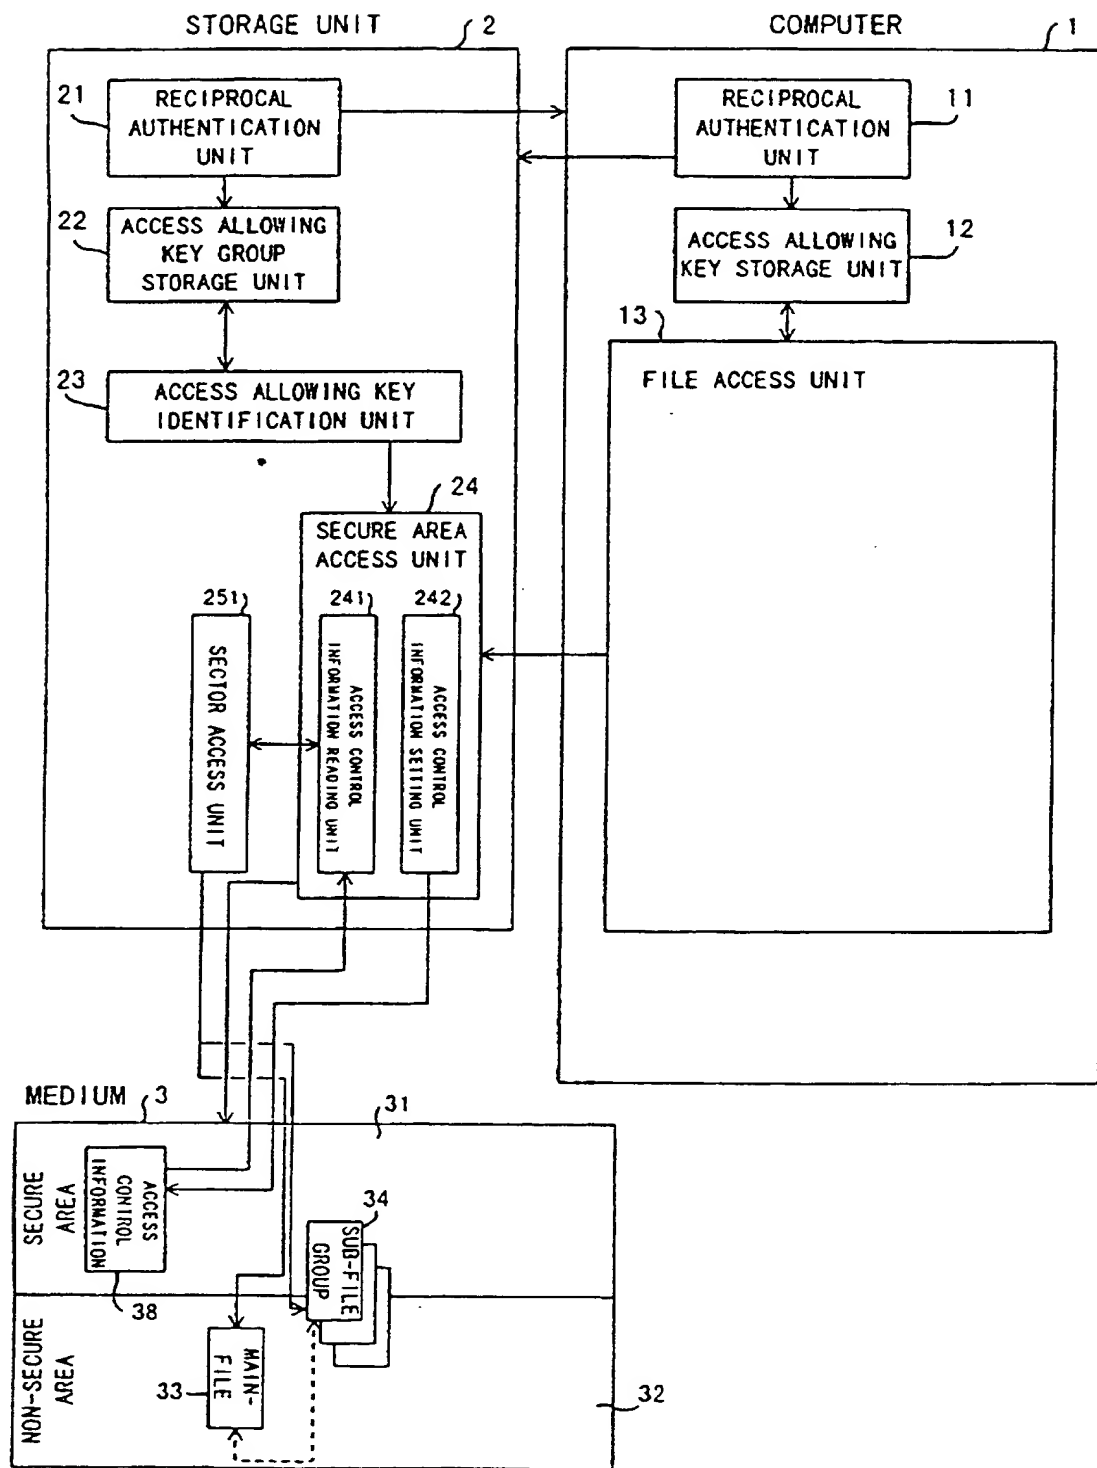 STORAGE UNIT
2
COMPUTER
1
21
RECIPROCAL
AUTHENTICATION
UNIT
RECIPROCAL
AUTHENTICATION
UNIT
11
22
ACCESS ALLOWING
KEY GROUP
STORAGE UNIT
ACCESS ALLOWING
KEY STORAGE UNIT
12
13
23
ACCESS ALLOWING KEY
IDENTIFICATION UNIT
FILE ACCESS UNIT
24
SECURE AREA
ACCESS UNIT
251
241
242
SECTOR ACCESS UNIT
ACCESS CONTROL
INFORMATION READING UNIT
ACCESS CONTROL
INFORMATION SETTING UNIT
MEDIUM
3
31
SECURE
AREA
ACCESS
CONTROL
INFORMATION
38
34
SUB-FILE
GROUP
NON-SECURE
AREA
33
MAIN-
FILE
32